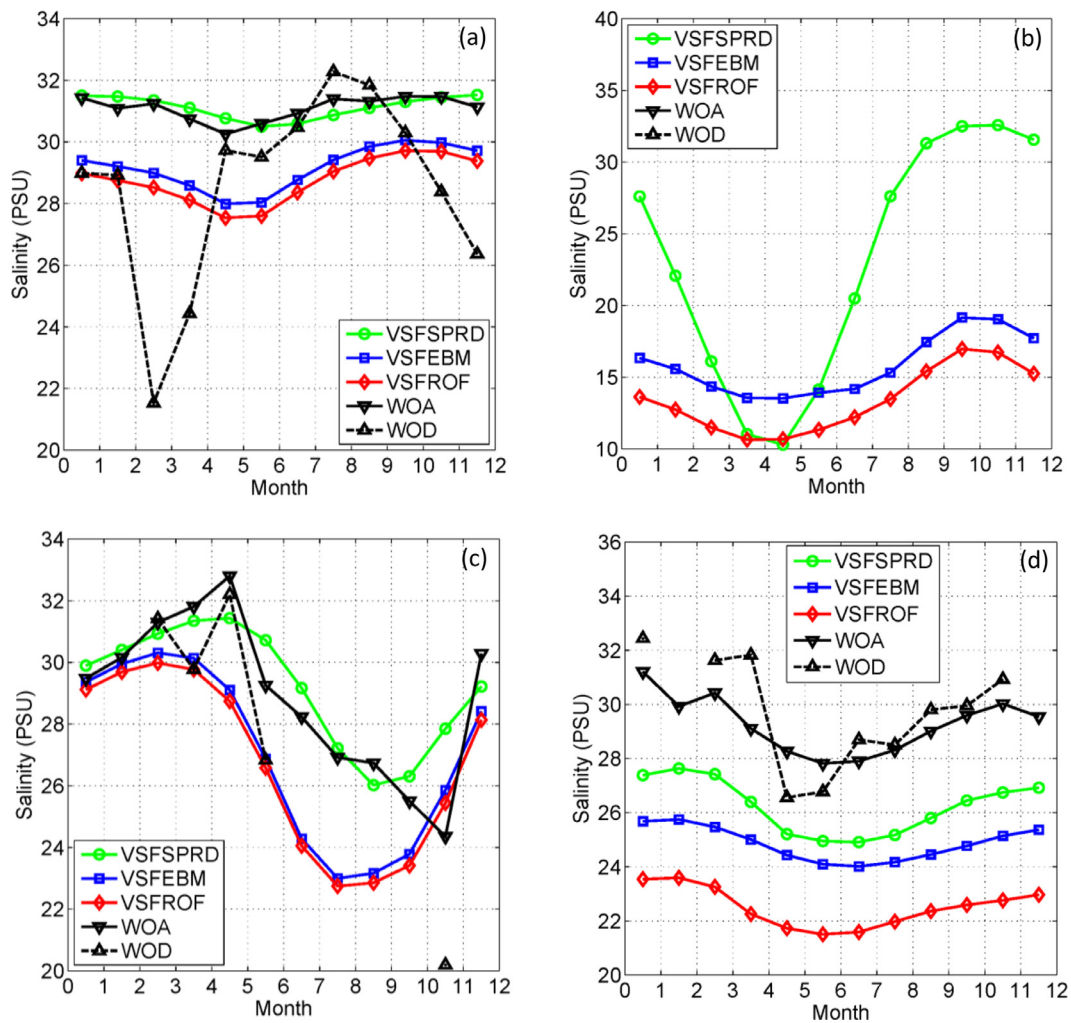 (a)
Salinity (PSU)
34
32
30
28
26
24
22
20
VSFSPRD
VSFEBM
VSFROF
WOA
WOD
0 1 2 3 4 5 6 7 8 9 10 11 12
Month
(b)
Salinity (PSU)
40
35
30
25
20
15
10
VSFSPRD
VSFEBM
VSFROF
WOA
WOD
0 1 2 3 4 5 6 7 8 9 10 11 12
Month
(c)
Salinity (PSU)
34
32
30
28
26
24
22
20
VSFSPRD
VSFEBM
VSFROF
WOA
WOD
0 1 2 3 4 5 6 7 8 9 10 11 12
Month
(d)
Salinity (PSU)
36
34
32
30
28
26
24
22
20
VSFSPRD
VSFEBM
VSFROF
WOA
WOD
0 1 2 3 4 5 6 7 8 9 10 11 12
Month